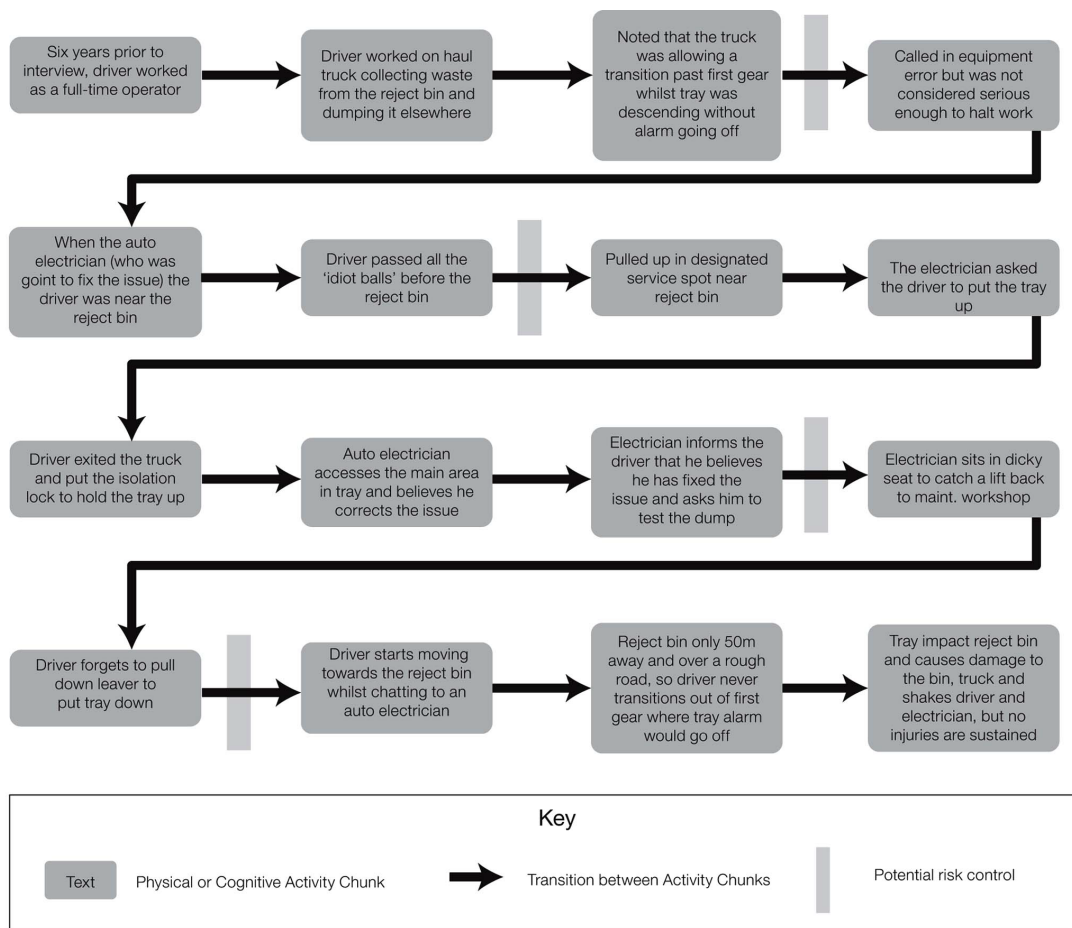 Six years prior to
interview, driver worked
as a full-time operator
Driver worked on haul
truck collecting waste
from the reject bin and
dumping it elsewhere
Noted that the truck
was allowing a
transition past first gear
whilst tray was
descending without
alarm going off
Called in equipment
error but was not
considered serious
enough to halt work
When the auto
electrician (who was
goint to fix the issue) the
driver was near the
reject bin
Driver passed all the
‘idiot balls’ before the
reject bin
Pulled up in designated
service spot near
reject bin
The electrician asked
the driver to put the tray
up
Driver exited the truck
and put the isolation
lock to hold the tray up
Auto electrician
accesses the main area
in tray and believes he
corrects the issue
Electrician informs the
driver that he believes
he has fixed the
issue and asks him to
test the dump
Electrician sits in dicky
seat to catch a lift back
to maint. workshop
Driver forgets to pull
down leaver to
put tray down
Driver starts moving
towards the reject bin
whilst chatting to an
auto electrician
Reject bin only 50m
away and over a rough
road, so driver never
transitions out of first
gear where tray alarm
would go off
Tray impact reject bin
and causes damage to
the bin, truck and
shakes driver and
electrician, but no
injuries are sustained
Key
Text
Physical or Cognitive Activity Chunk
Transition between Activity Chunks
Potential risk control